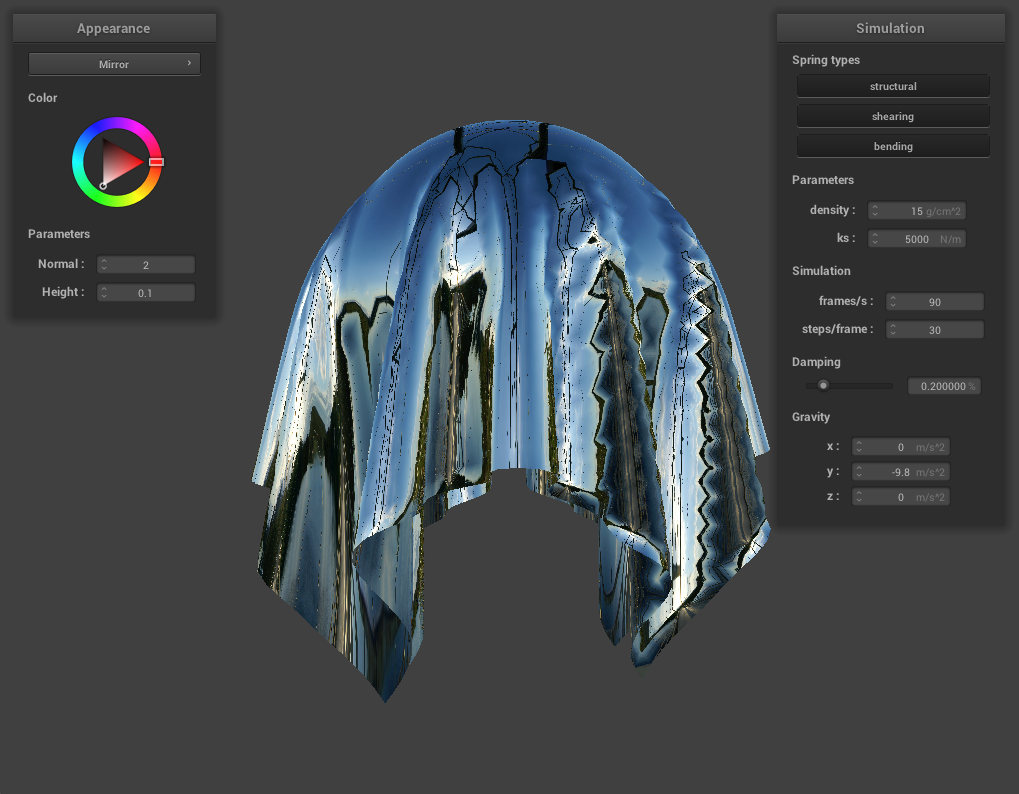 Appearance
Mirror
Color
Parameters
Normal : 2
Height : 0.1
Simulation
Spring types
structural
shearing
bending
Parameters
density : 15 g/cm^2
ks : 5000 N/m
Simulation
frames/s : 90
steps/frame : 30
Damping
0.200000 %
Gravity
x : 0 m/s^2
y : -9.8 m/s^2
z : 0 m/s^2